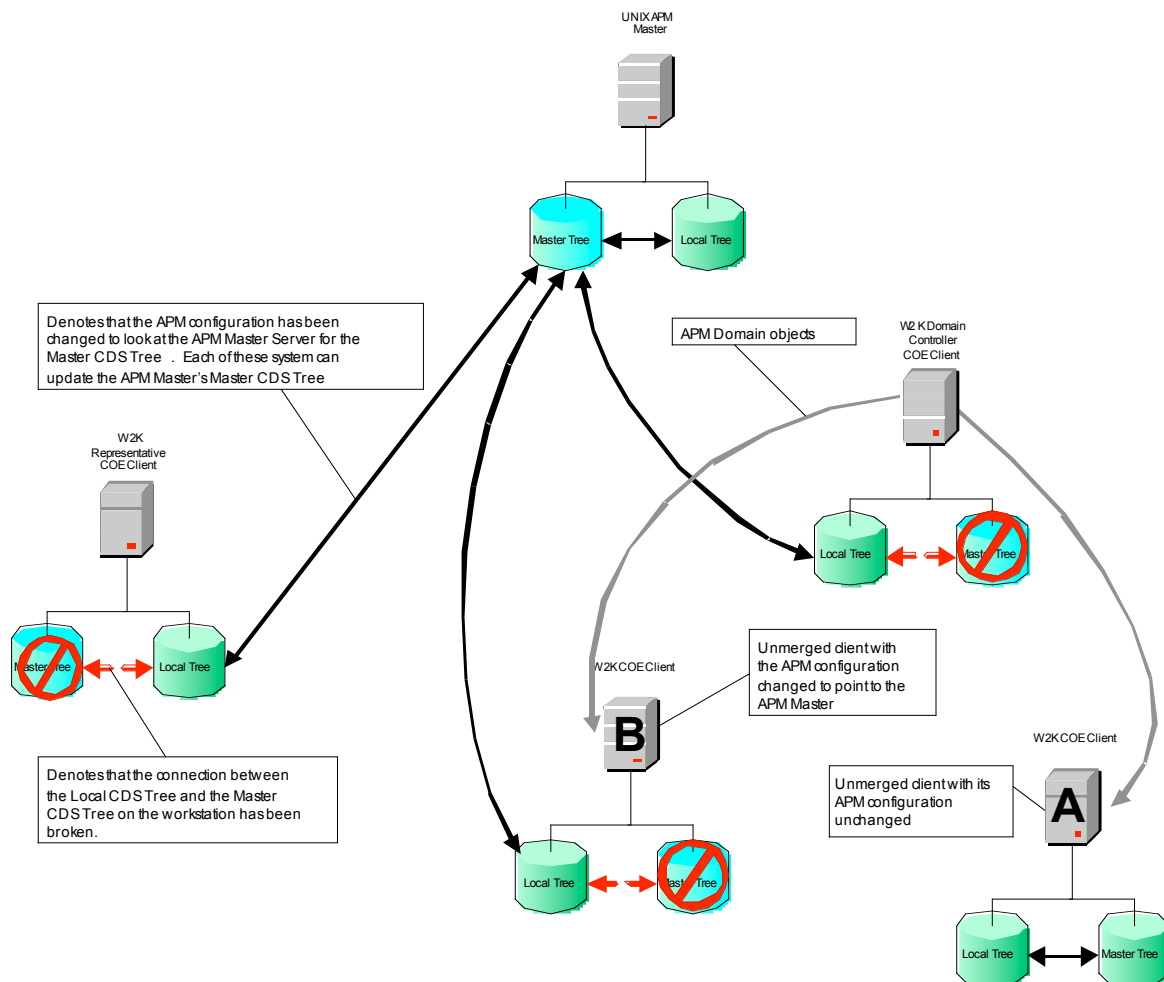 UNIX APM
Master
Master Tree
Local Tree
Denotes that the APM configuration has been
changed to look at the APM Master Server for the
Master CDS Tree . Each of these system can
update the APM Master's Master CDS Tree
APM Domain objects
W2K Domain
Controller
COE Client
W2K
Representative
COE Client
Local Tree
Master Tree
Master Tree
Local Tree
Unmerged client with
the APM configuration
changed to point to the
APM Master
W2K COE Client
B
W2K COE Client
Denotes that the connection between
the Local CDS Tree and the Master
CDS Tree on the workstation has been
broken.
Unmerged client with its
APM configuration
unchanged
A
Local Tree
Master Tree
Local Tree
Master Tree